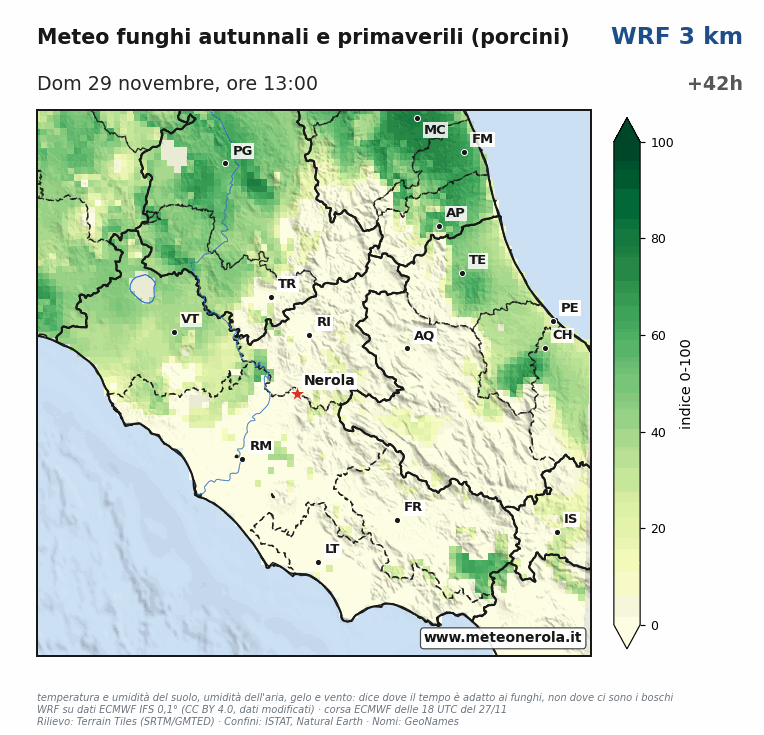 Meteo funghi autunnali e primaverili (porcini)
WRF 3 km
Dom 29 novembre, ore 13:00
+42h
MC
FM
PG
AP
TE
TR
PE
VT
RI
AQ
CH
Nerola
RM
FR
IS
LT
www.meteonerola.it
100
80
60
40
20
0
indice 0-100
temperatura e umidità del suolo, umidità dell'aria, gelo e vento: dice dove il tempo è adatto ai funghi, non dove ci sono i boschi
WRF su dati ECMWF IFS 0,1° (CC BY 4.0, dati modificati) · corsa ECMWF delle 18 UTC del 27/11
Rilievo: Terrain Tiles (SRTM/GMTED) · Confini: ISTAT, Natural Earth · Nomi: GeoNames